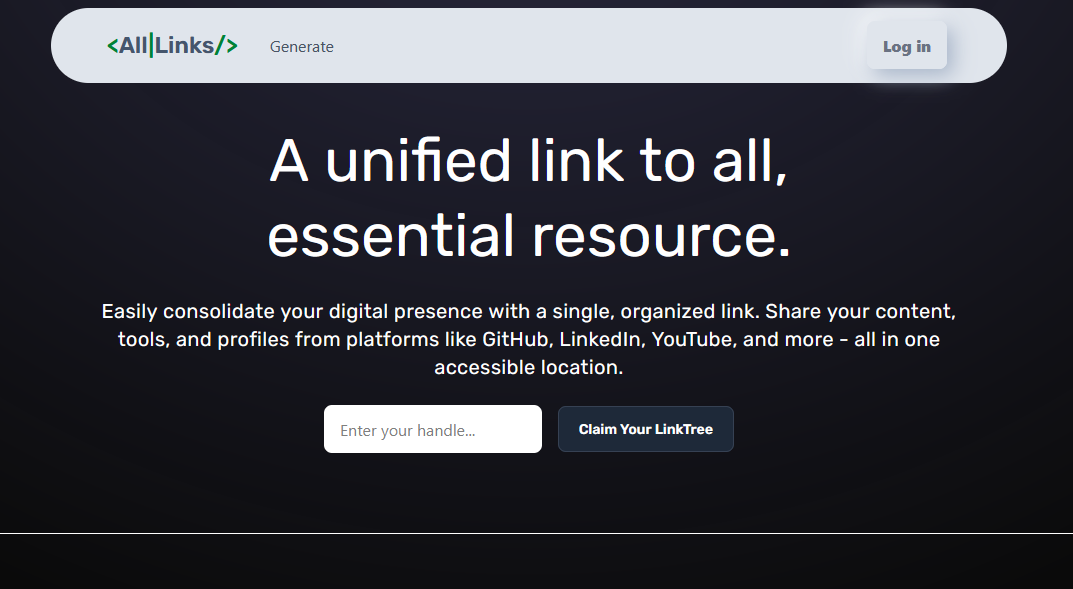 <All|Links/>
Generate
Log in
A unified link to all,
essential resource.
Easily consolidate your digital presence with a single, organized link. Share your content,
tools, and profiles from platforms like GitHub, LinkedIn, YouTube, and more - all in one
accessible location.
Enter your handle...
Claim Your LinkTree